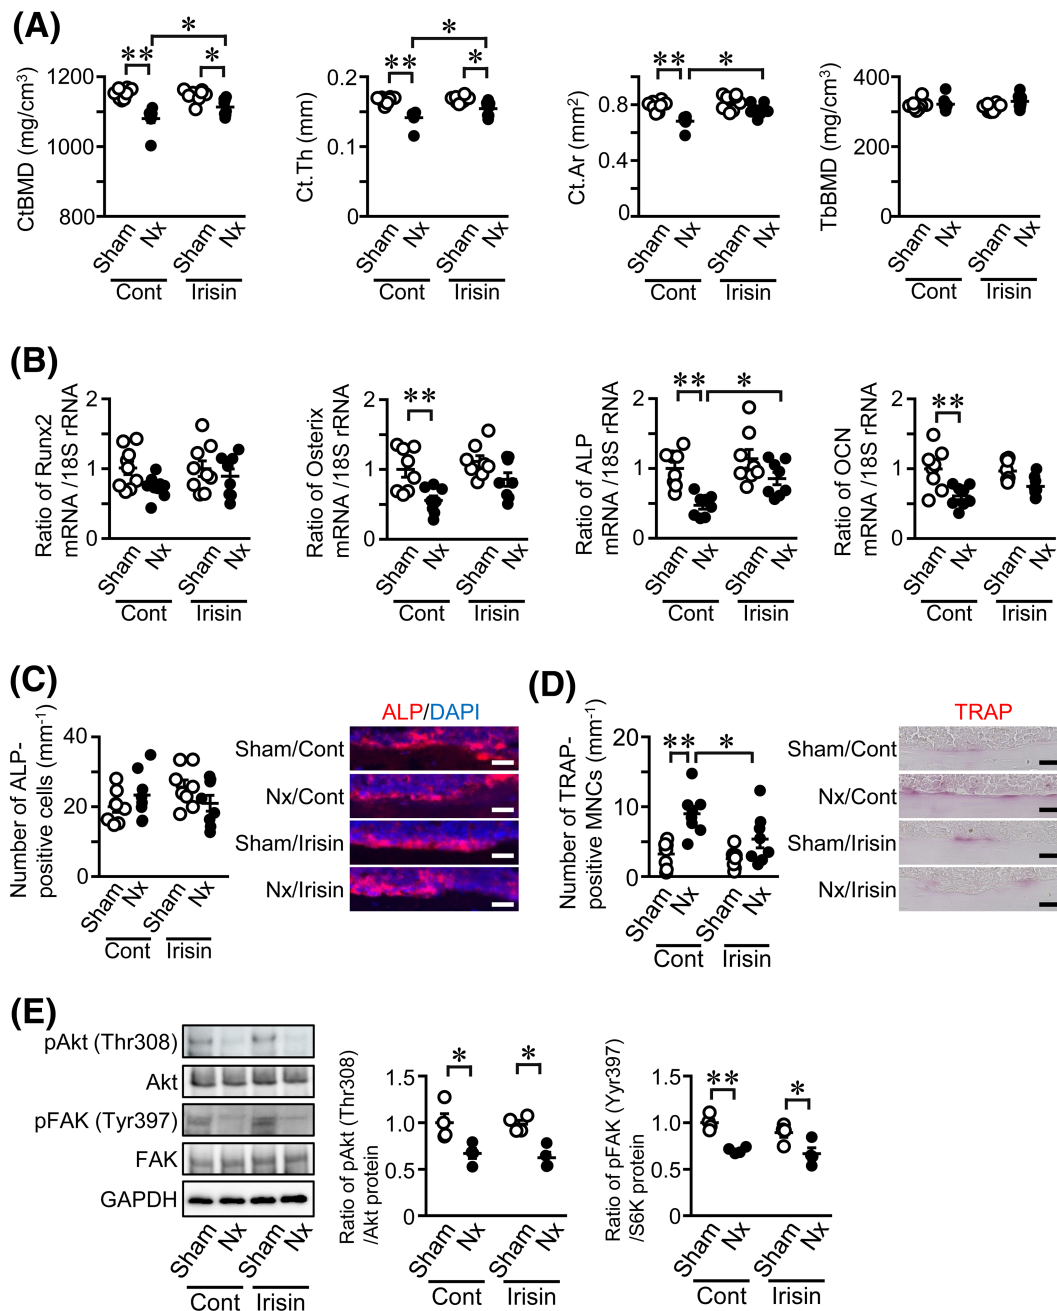 (A)
CtBMD (mg/cm³)
1200
1000
800
** * *
Sham Nx Sham Nx
Cont Irisin
Ct.Th (mm)
0.2
0.1
0
** * *
Sham Nx Sham Nx
Cont Irisin
Ct.Ar (mm²)
0.8
0.4
0
** *
Sham Nx Sham Nx
Cont Irisin
TbBMD (mg/cm³)
400
200
0
Sham Nx Sham Nx
Cont Irisin
(B)
Ratio of Runx2
mRNA /18S rRNA
2
1
0
Sham Nx Sham Nx
Cont Irisin
Ratio of Osterix
mRNA /18S rRNA
2
1
0
**
Sham Nx Sham Nx
Cont Irisin
Ratio of ALP
mRNA /18S rRNA
2
1
0
** *
Sham Nx Sham Nx
Cont Irisin
Ratio of OCN
mRNA /18S rRNA
2
1
0
**
Sham Nx Sham Nx
Cont Irisin
(C)
Number of ALP-
positive cells (mm⁻¹)
40
20
0
Sham Nx Sham Nx
Cont Irisin
ALP/DAPI
Sham/Cont
Nx/Cont
Sham/Irisin
Nx/Irisin
(D)
Number of TRAP-
positive MNCs (mm⁻¹)
20
10
0
** *
Sham Nx Sham Nx
Cont Irisin
TRAP
Sham/Cont
Nx/Cont
Sham/Irisin
Nx/Irisin
(E)
pAkt (Thr308)
Akt
pFAK (Tyr397)
FAK
GAPDH
Sham Nx Sham Nx
Cont Irisin
Ratio of pAkt (Thr308)
/Akt protein
1.5
1.0
0.5
0
* *
Sham Nx Sham Nx
Cont Irisin
Ratio of pFAK (Yyr397)
/S6K protein
1.5
1.0
0.5
0
** *
Sham Nx Sham Nx
Cont Irisin